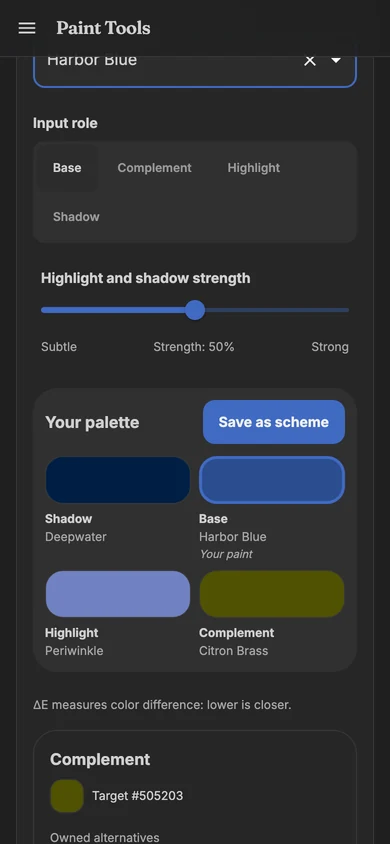 Paint Tools
Harbor Blue
Input role
Base Complement Highlight
Shadow
Highlight and shadow strength
Subtle Strength: 50% Strong
Your palette Save as scheme
Shadow Base
Deepwater Harbor Blue
Your paint
Highlight Complement
Periwinkle Citron Brass
ΔE measures color difference: lower is closer.
Complement
Target #505203
Owned alternatives